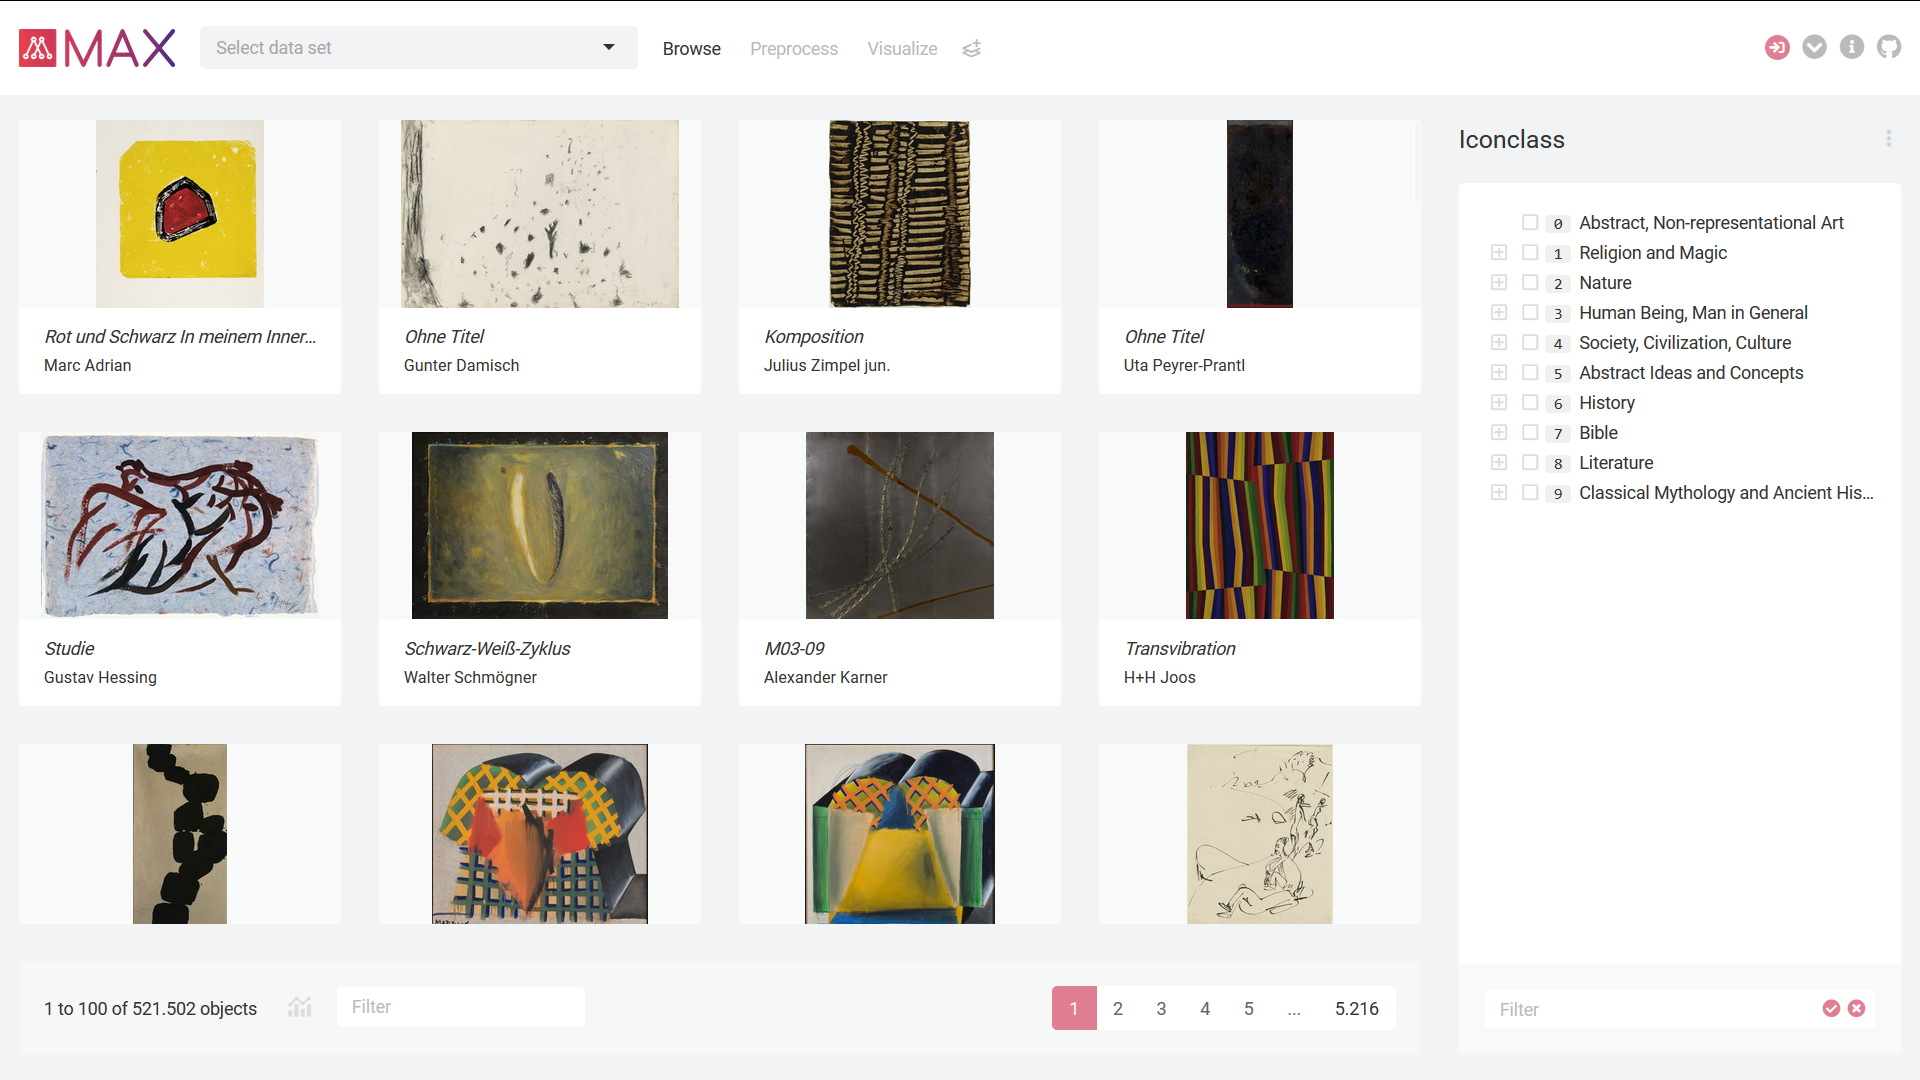 MAX
Select data set
Browse
Preprocess
Visualize
Rot und Schwarz In meinem Inner...
Marc Adrian
Ohne Titel
Gunter Damisch
Komposition
Julius Zimpel jun.
Ohne Titel
Uta Peyrer-Prantl
Studie
Gustav Hessing
Schwarz-Weiß-Zyklus
Walter Schmögner
M03-09
Alexander Karner
Transvibration
H+H Joos
1 to 100 of 521.502 objects
Filter
1 2 3 4 5 ... 5.216
Iconclass
0 Abstract, Non-representational Art
1 Religion and Magic
2 Nature
3 Human Being, Man in General
4 Society, Civilization, Culture
5 Abstract Ideas and Concepts
6 History
7 Bible
8 Literature
9 Classical Mythology and Ancient His...
Filter